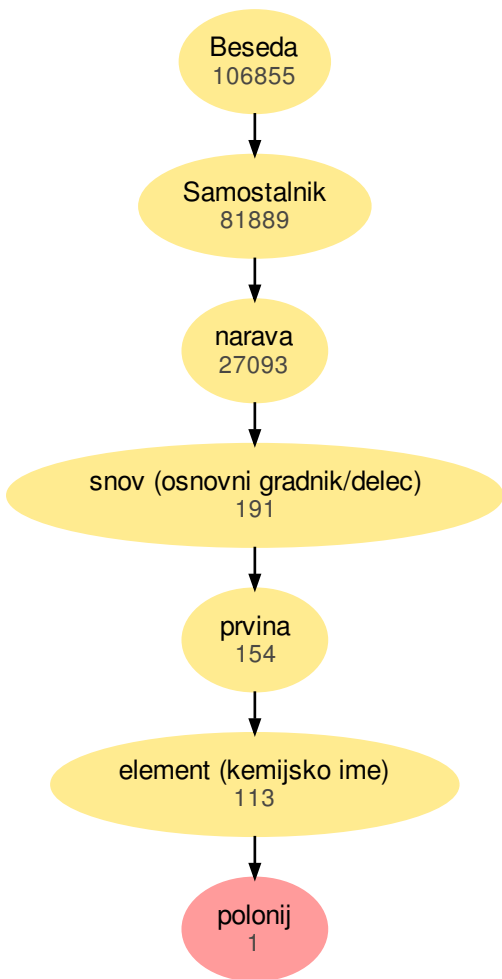 Beseda
106855
Samostalnik
81889
narava
27093
snov (osnovni gradnik/delec)
191
prvina
154
element (kemijsko ime)
113
polonij
1